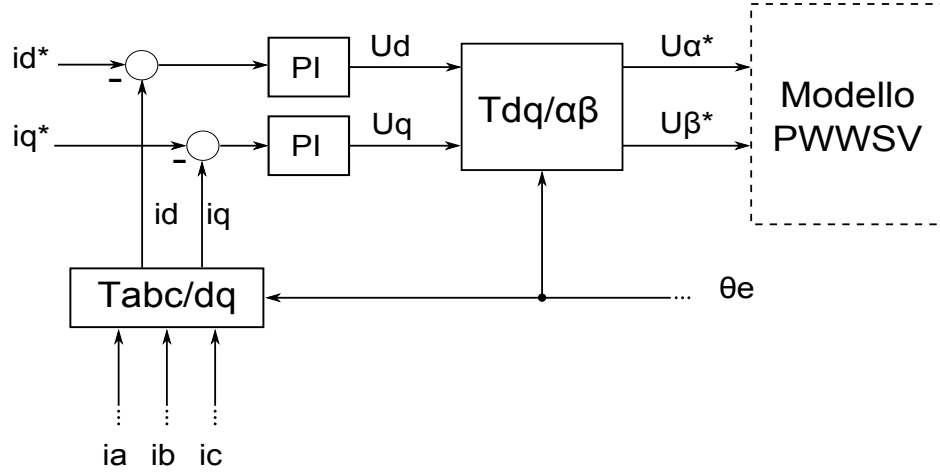 id*
-
PI
Ud
Tdq/αβ
Uα*
Modello
PWWSV
iq*
-
PI
Uq
Uβ*
id
iq
Tabc/dq
...
θe
...
...
...
ia
ib
ic